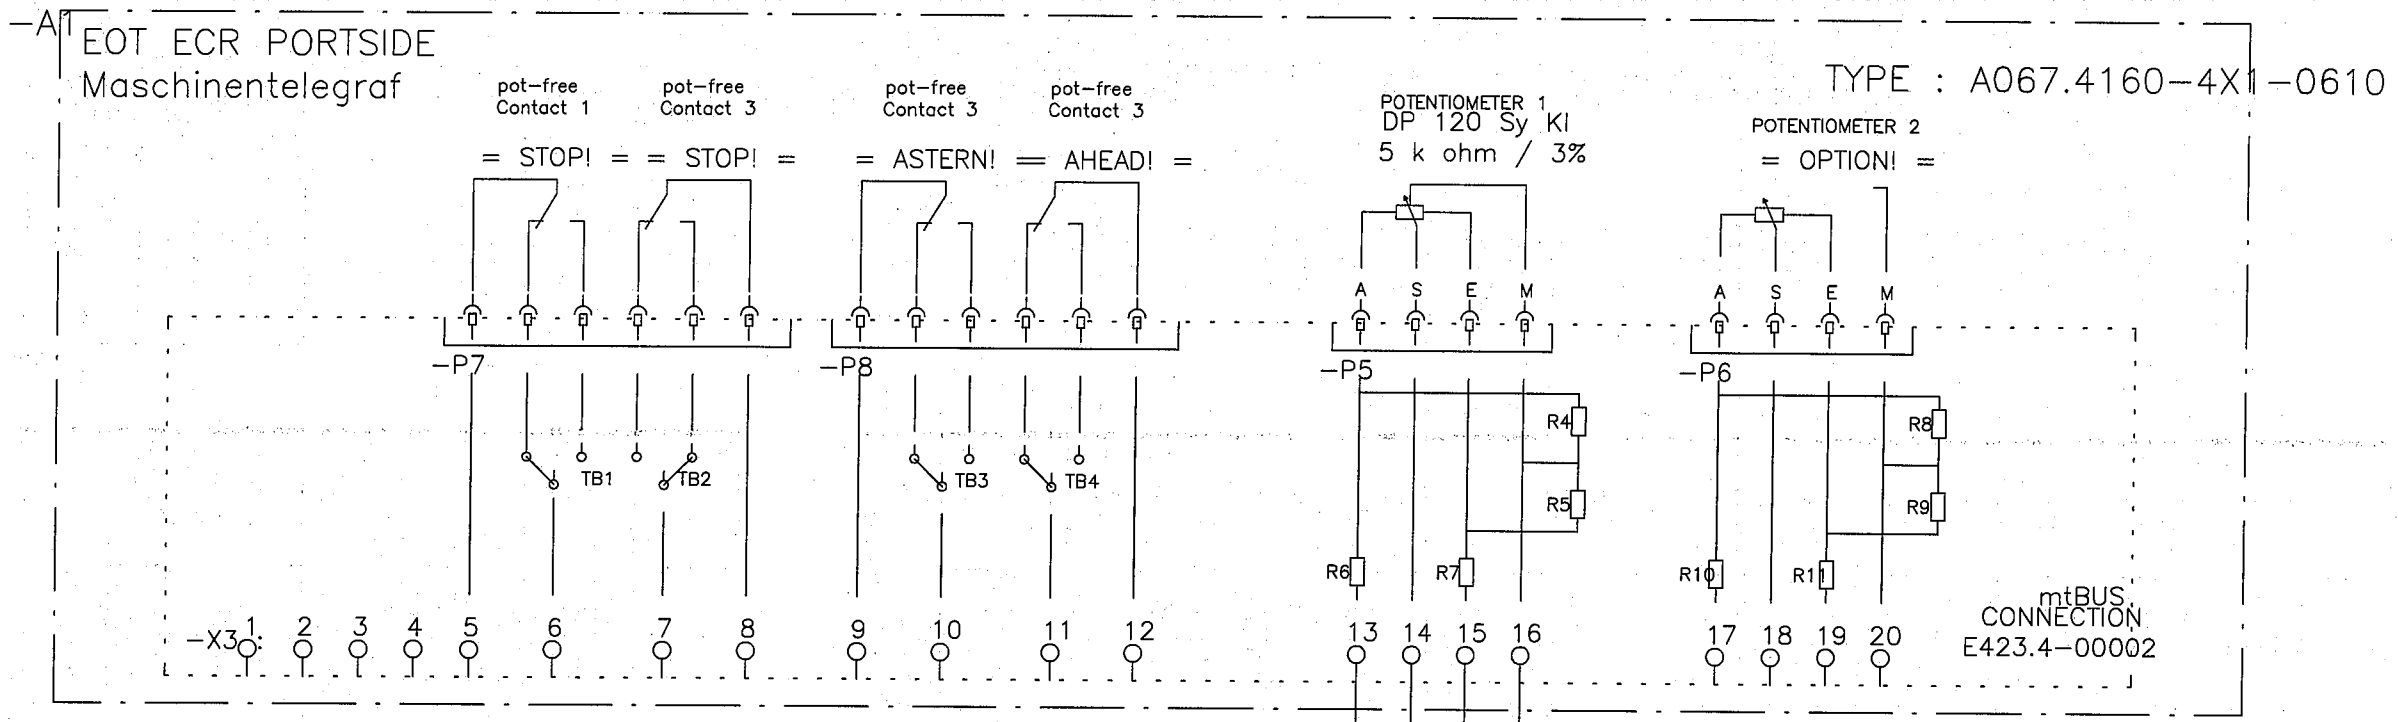 -A1
EOT ECR PORTSIDE
Maschinentelegraf
TYPE : A067.4160-4X1-0610
pot-free
Contact 1
pot-free
Contact 3
pot-free
Contact 3
pot-free
Contact 3
= STOP! = = STOP! =
= ASTERN! == AHEAD! =
POTENTIOMETER 1
DP 120 Sy Kl
5 k ohm / 3%
POTENTIOMETER 2
= OPTION! =
A S E M
A S E M
-P7
-P8
-P5
-P6
R4
R8
TB1
TB2
TB3
TB4
R5
R9
R6
R7
R10
R11
mtBUS
CONNECTION
E423.4-00002
-X3 : 1 2 3 4 5 6 7 8 9 10 11 12 13 14 15 16 17 18 19 20